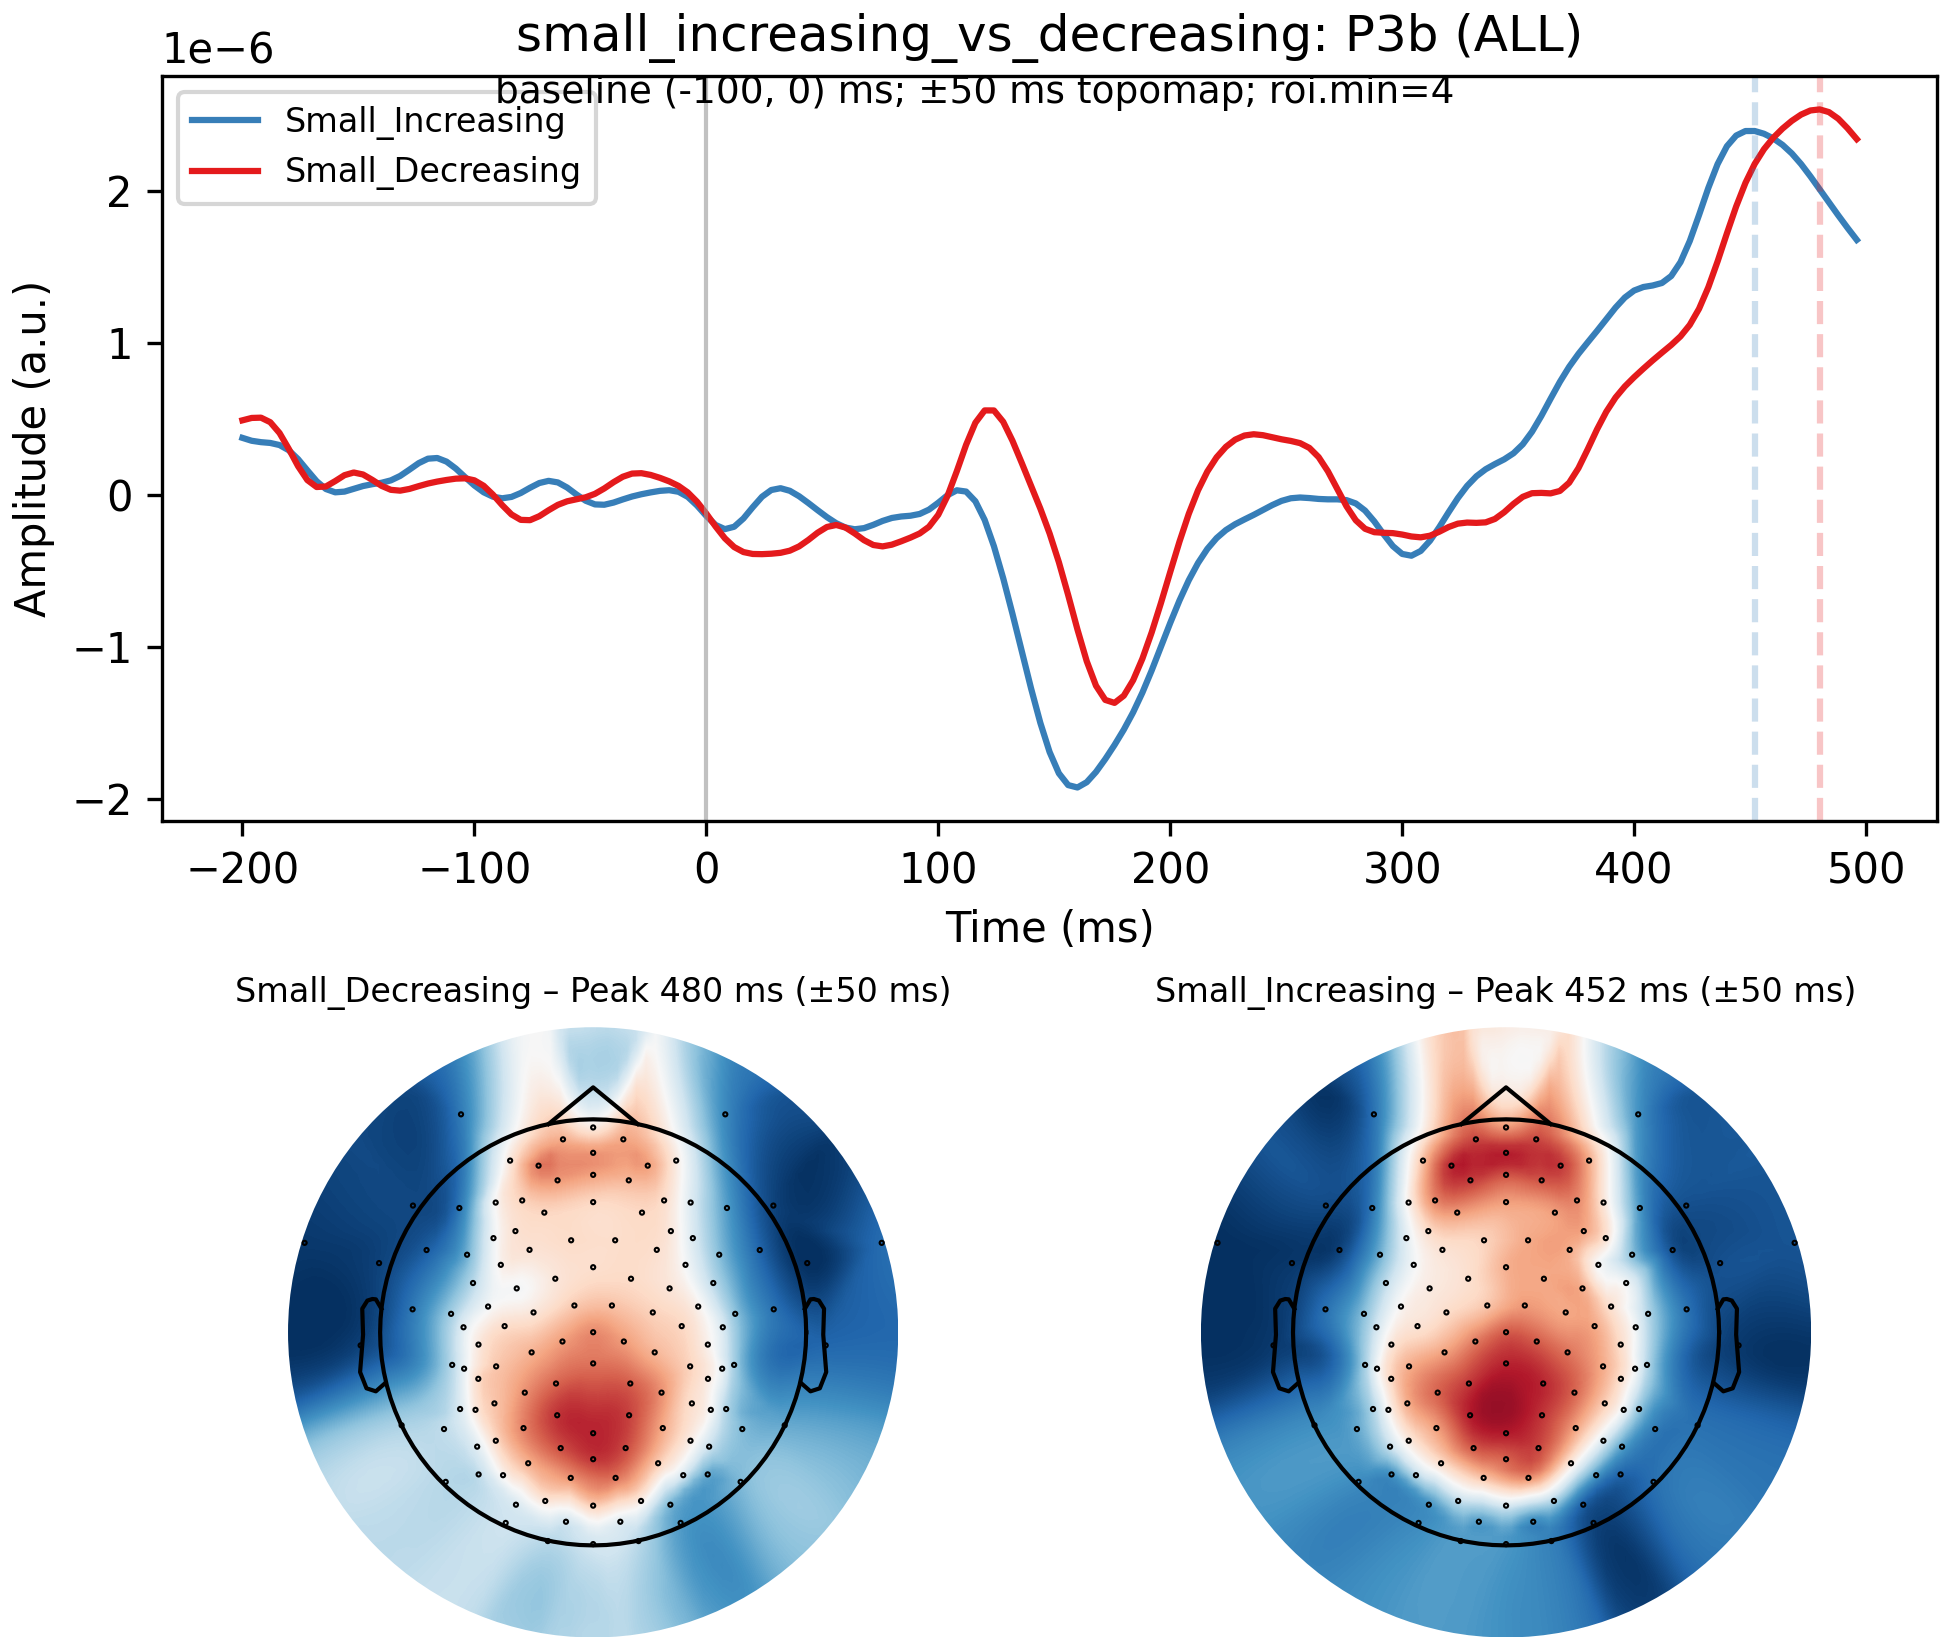 small_increasing_vs_decreasing: P3b (ALL)
1e−6
baseline (-100, 0) ms; ±50 ms topomap; roi.min=4
Small_Increasing
Small_Decreasing
Amplitude (a.u.)
2
1
0
−1
−2
−200 −100 0 100 200 300 400 500
Time (ms)
Small_Decreasing – Peak 480 ms (±50 ms)
Small_Increasing – Peak 452 ms (±50 ms)